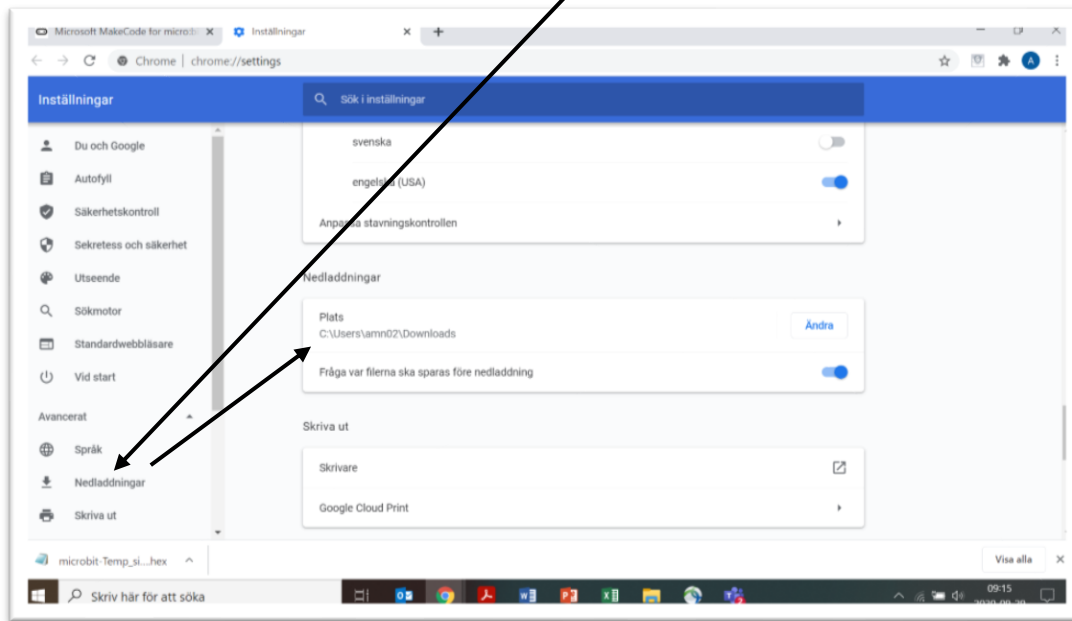 Microsoft MakeCode for micro:b
Inställningar
Chrome | chrome://settings
A
Inställningar
Sök i inställningar
Du och Google
Autofyll
Säkerhetskontroll
Sekretess och säkerhet
Utseende
Sökmotor
Standardwebbläsare
Vid start
Avancerat
Språk
Nedladdningar
Skriva ut
svenska
engelska (USA)
Anpassa stavningskontrollen
Nedladdningar
Plats
C:\Users\amn02\Downloads
Ändra
Fråga var filerna ska sparas före nedladdning
Skriva ut
Skrivare
Google Cloud Print
microbit-Temp_si....hex
Visa alla
Skriv här för att söka
09:15